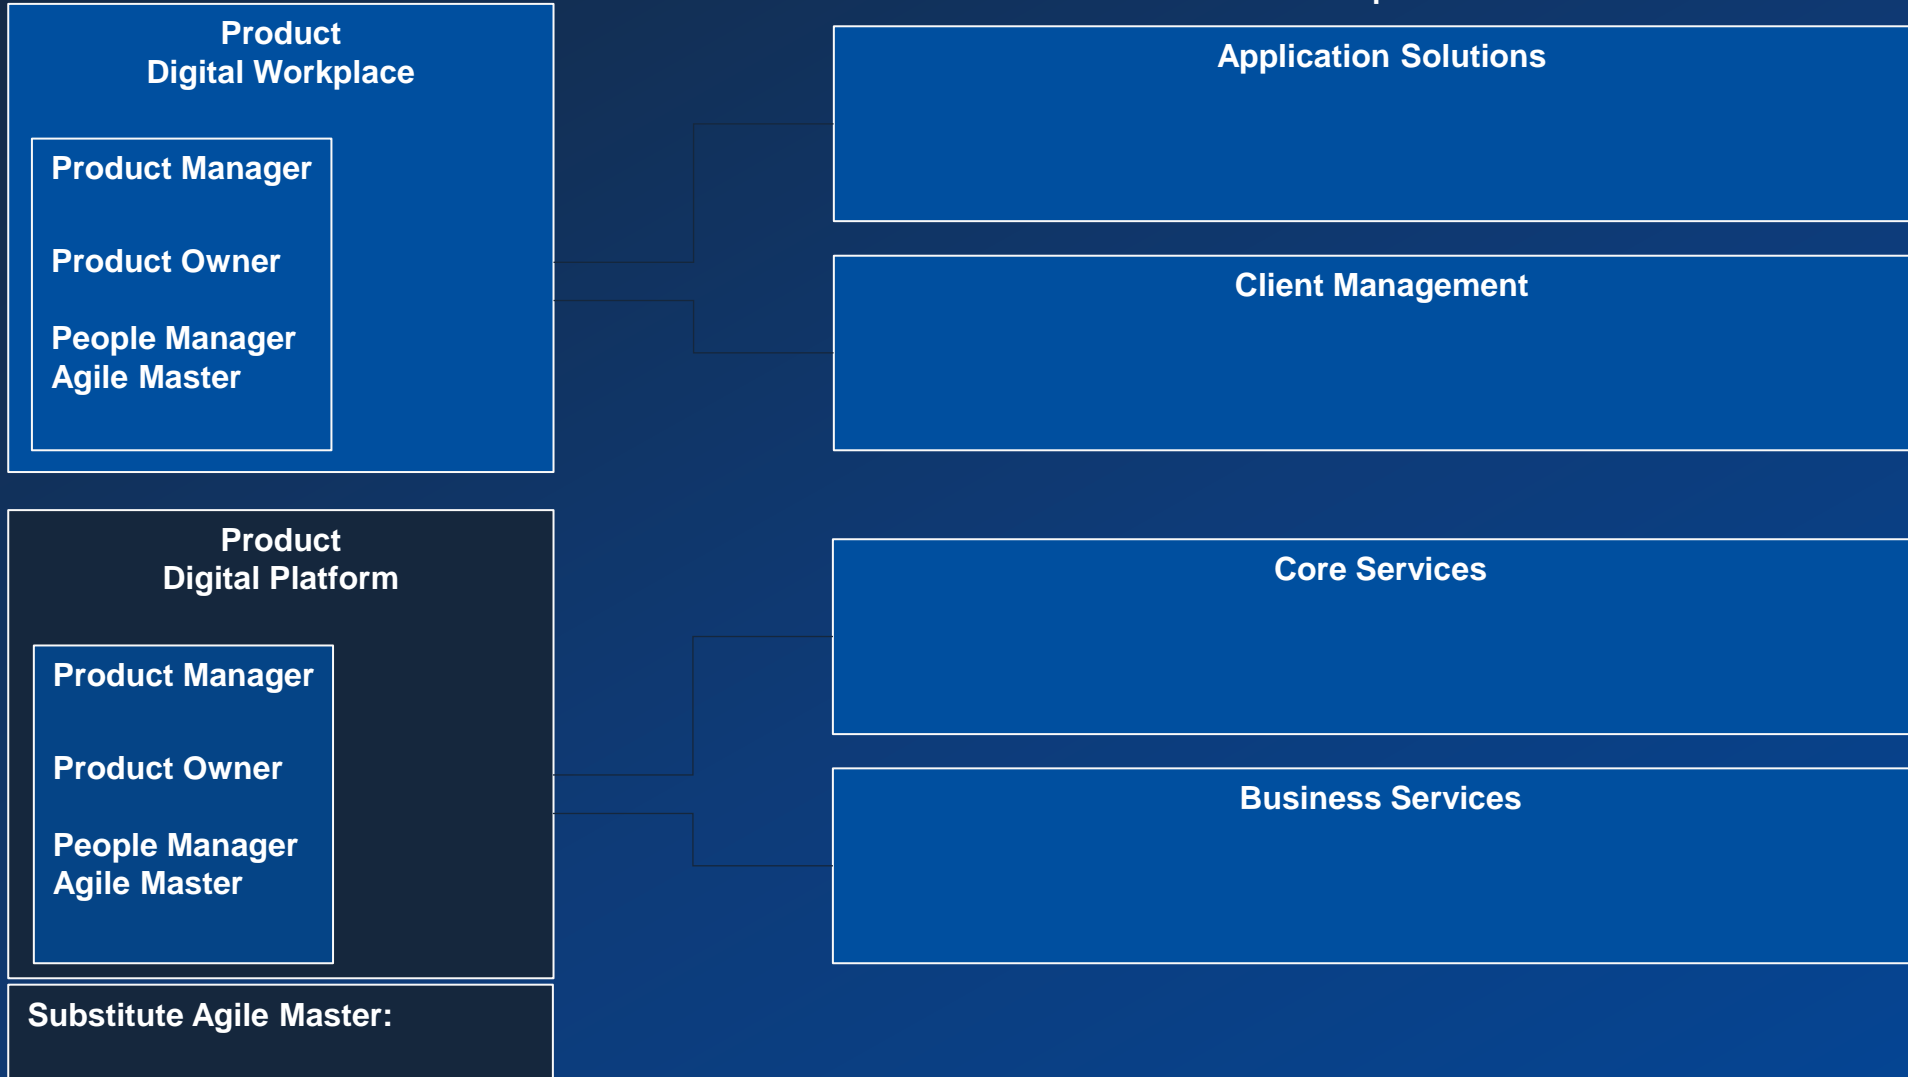 Product
Digital Workplace
Product Manager
Product Owner
People Manager
Agile Master
Application Solutions
Client Management
Product
Digital Platform
Product Manager
Product Owner
People Manager
Agile Master
Core Services
Business Services
Substitute Agile Master: